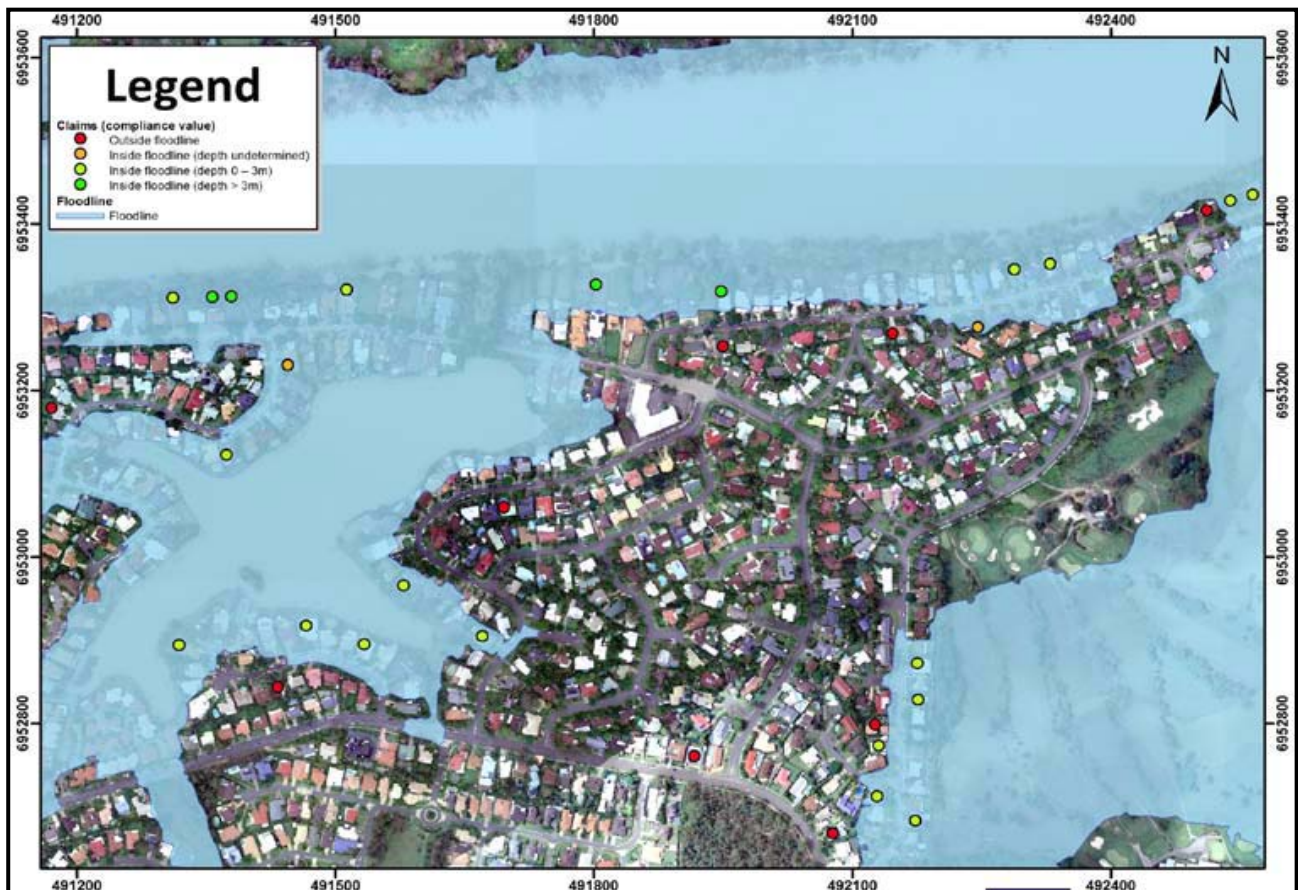 491200 491500 491800 492100 492400
6953600 6953600
N
Legend
Claims (compliance value)
Outside floodline
Inside floodline (depth undetermined)
Inside floodline (depth 0 – 3m)
Inside floodline (depth > 3m)
Floodline
Floodline
6953400 6953400
6953200 6953200
6953000 6953000
6952800 6952800
491200 491500 491800 492100 492400